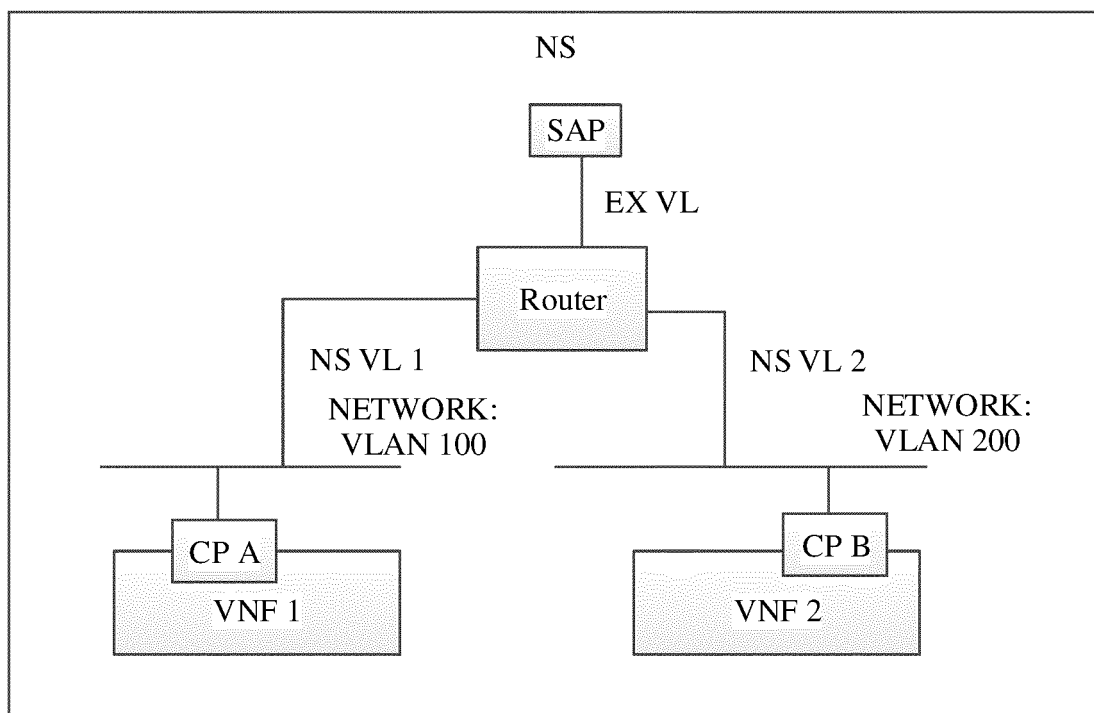 NS
SAP
EX VL
Router
NS VL 1
NS VL 2
NETWORK:
VLAN 100
NETWORK:
VLAN 200
CP A
CP B
VNF 1
VNF 2